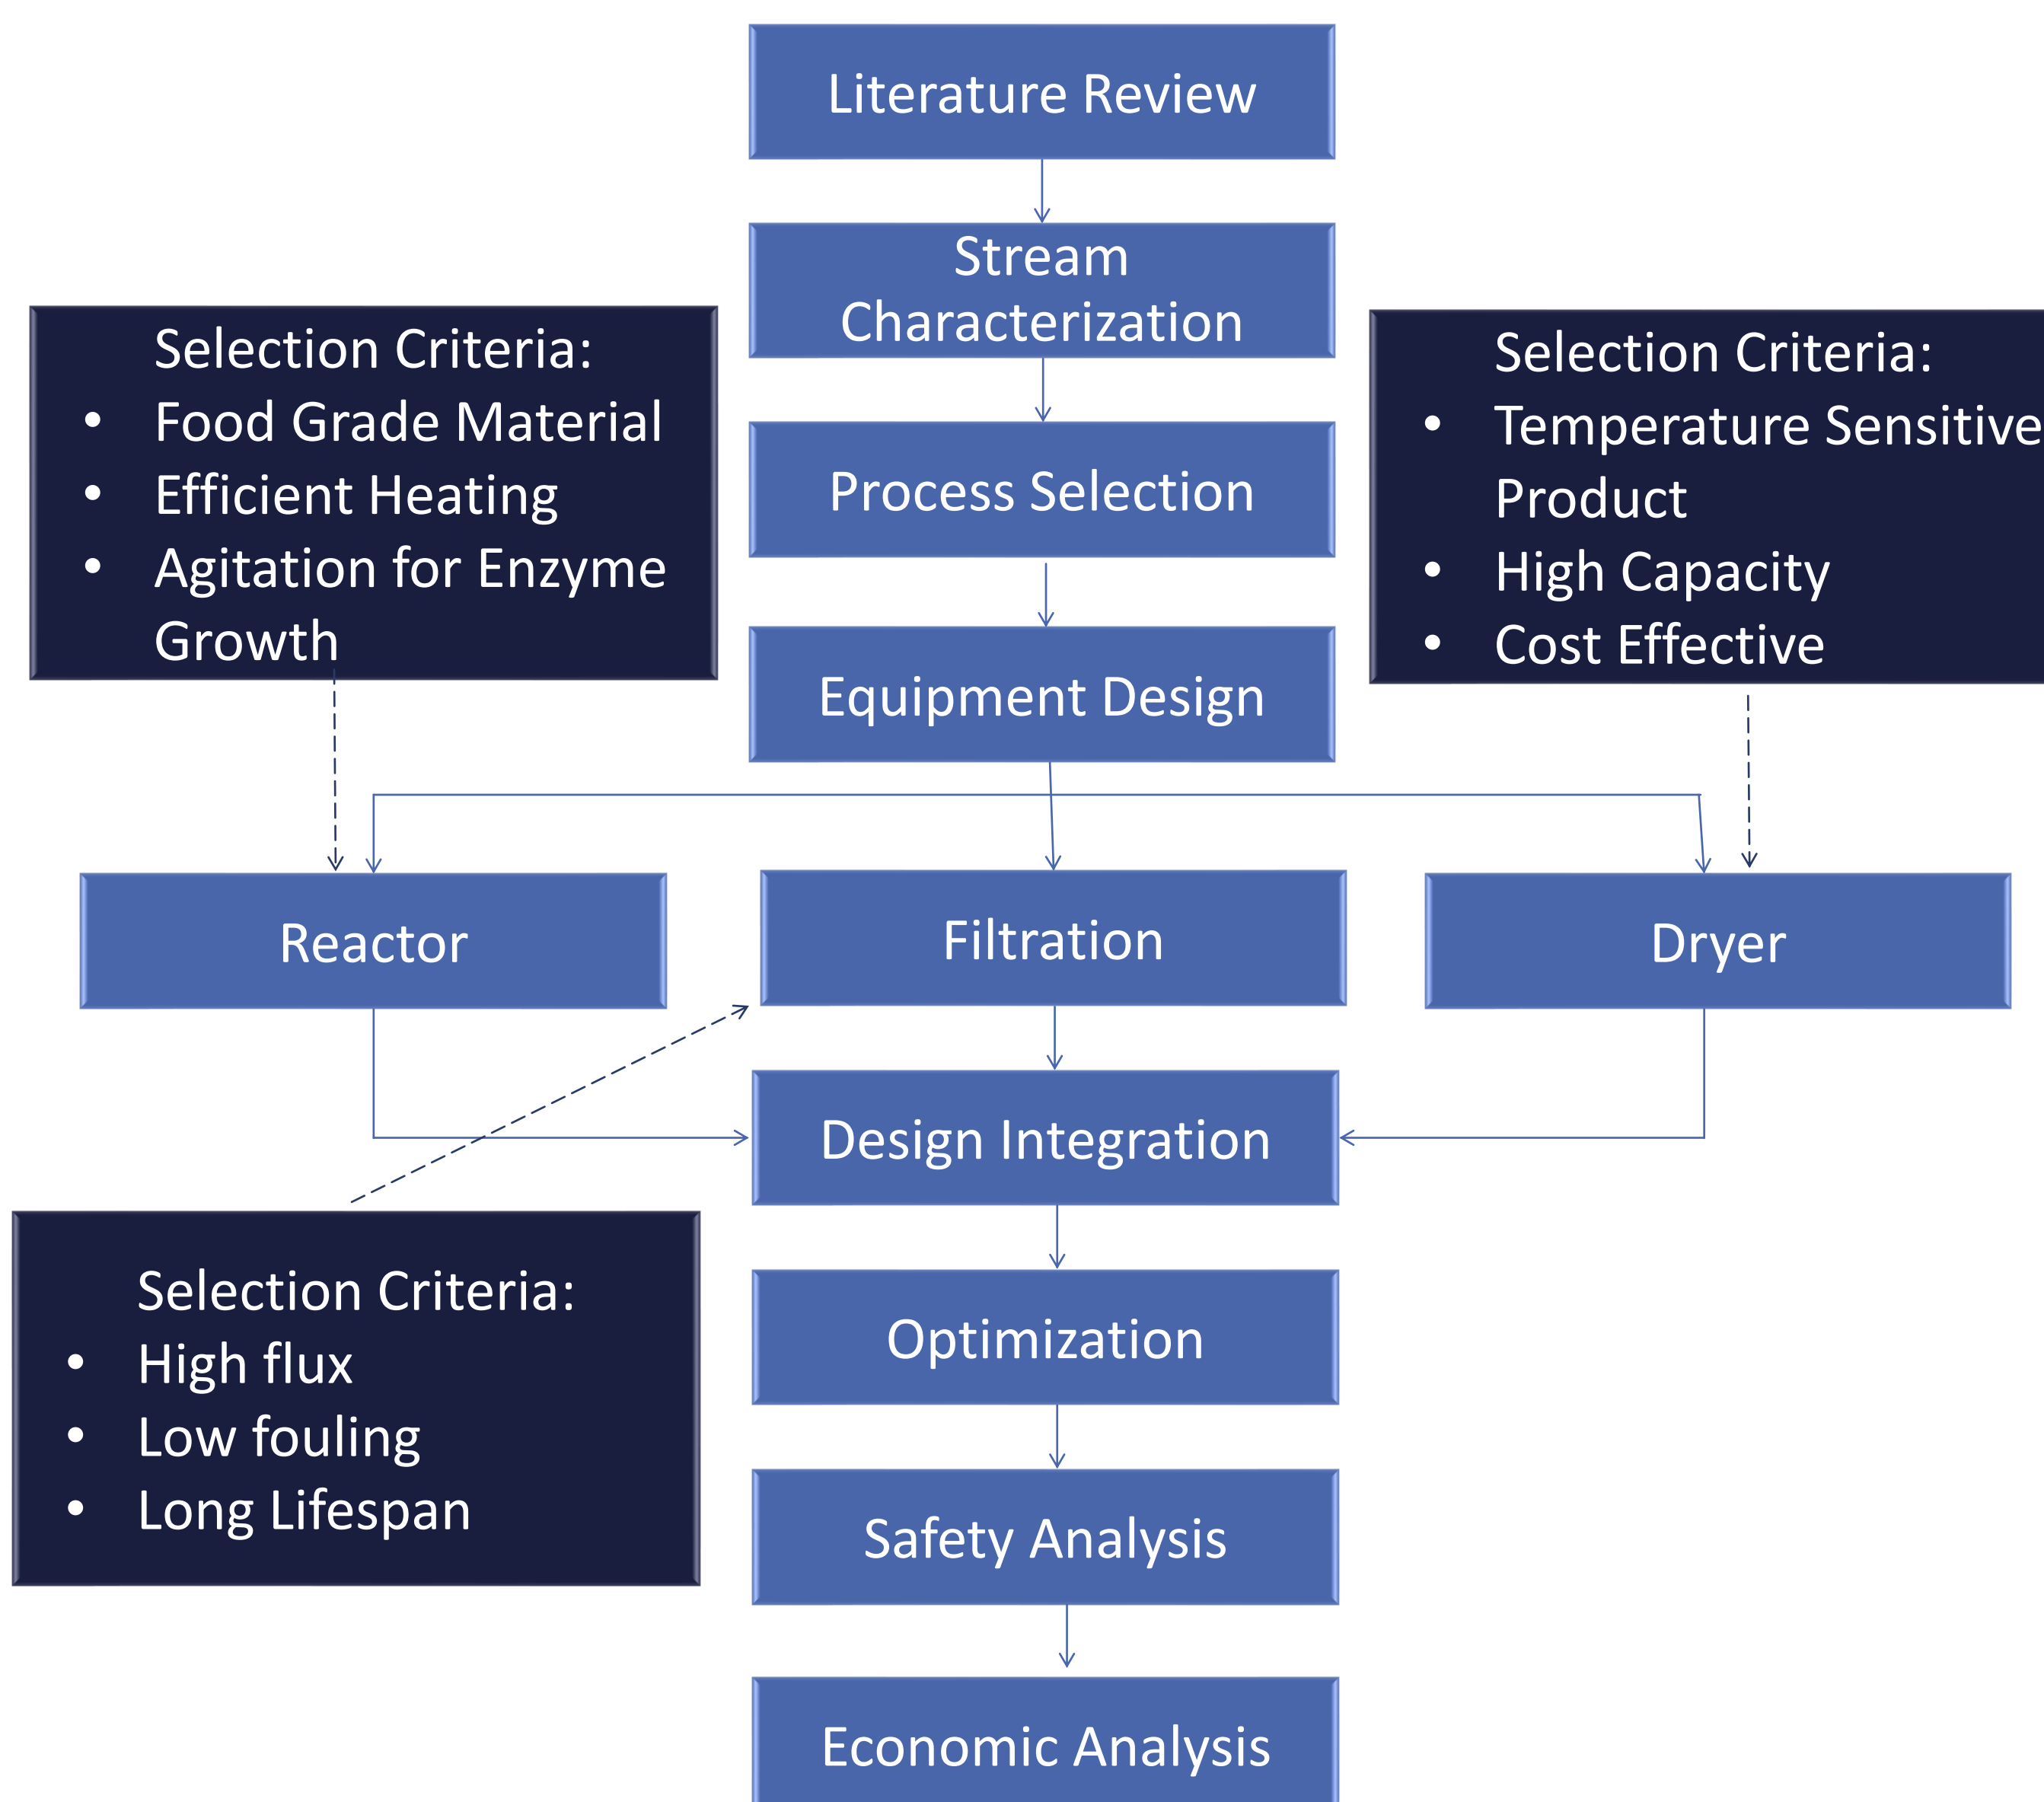 Literature Review
Stream
Characterization
Selection Criteria:
• Food Grade Material
• Efficient Heating
• Agitation for Enzyme
Growth
Process Selection
Selection Criteria:
• Temperature Sensitive
Product
• High Capacity
• Cost Effective
Equipment Design
Reactor
Filtration
Dryer
Design Integration
Selection Criteria:
• High flux
• Low fouling
• Long Lifespan
Optimization
Safety Analysis
Economic Analysis